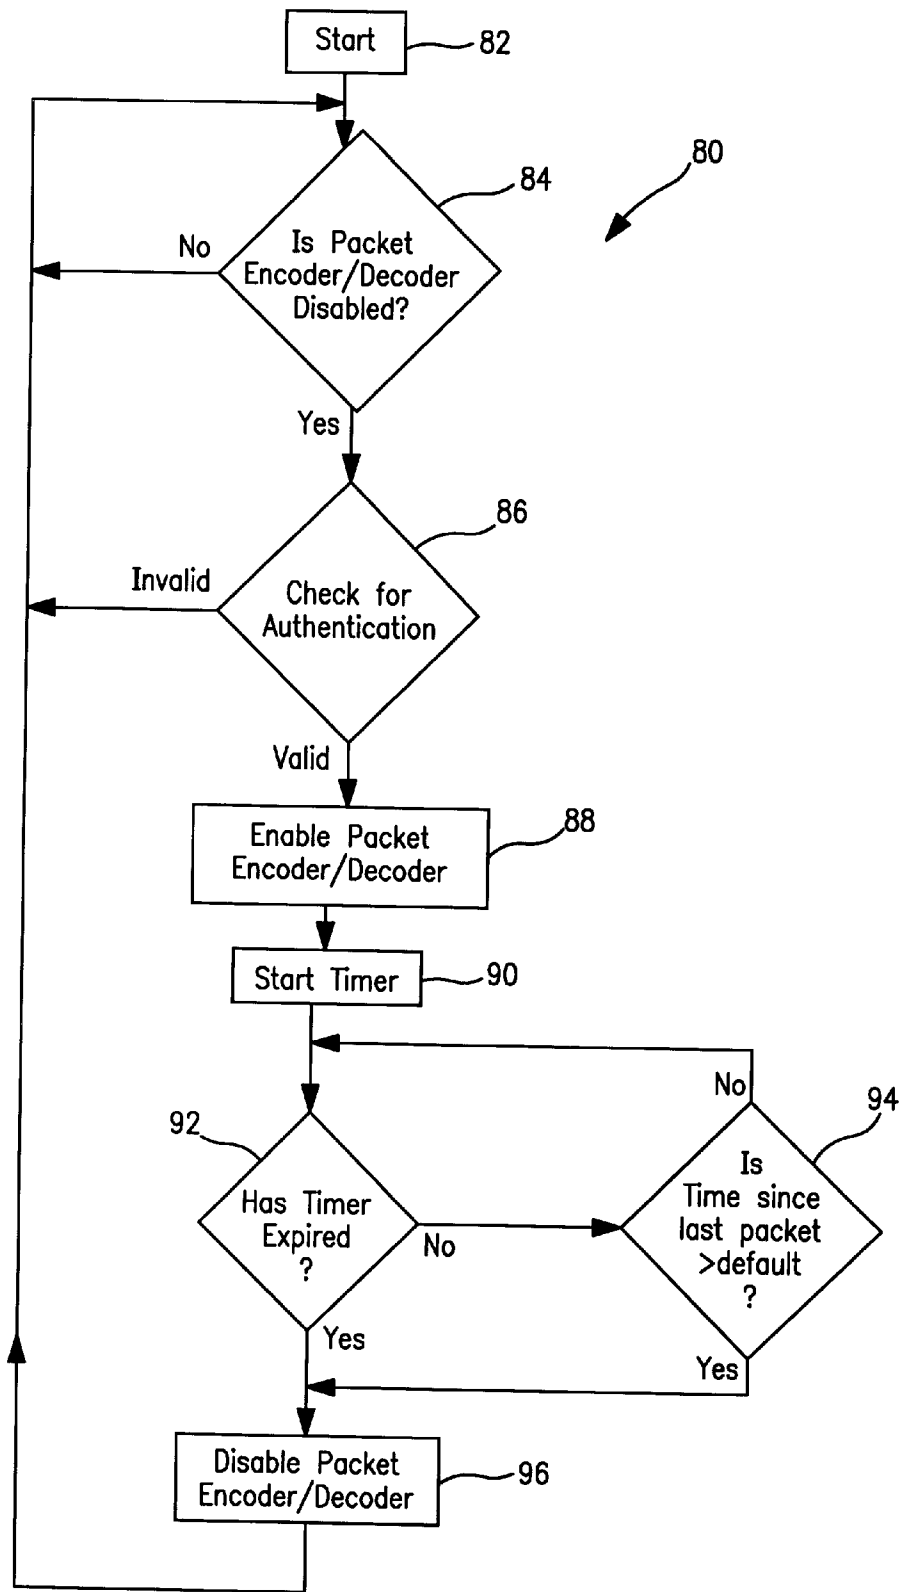 Start
82
80
84
No
Is Packet
Encoder/Decoder
Disabled?
Yes
86
Invalid
Check for
Authentication
Valid
88
Enable Packet
Encoder/Decoder
Start Timer
90
No
94
92
Is
Time since
last packet
>default
?
Has Timer
Expired
?
No
Yes
Yes
Disable Packet
Encoder/Decoder
96